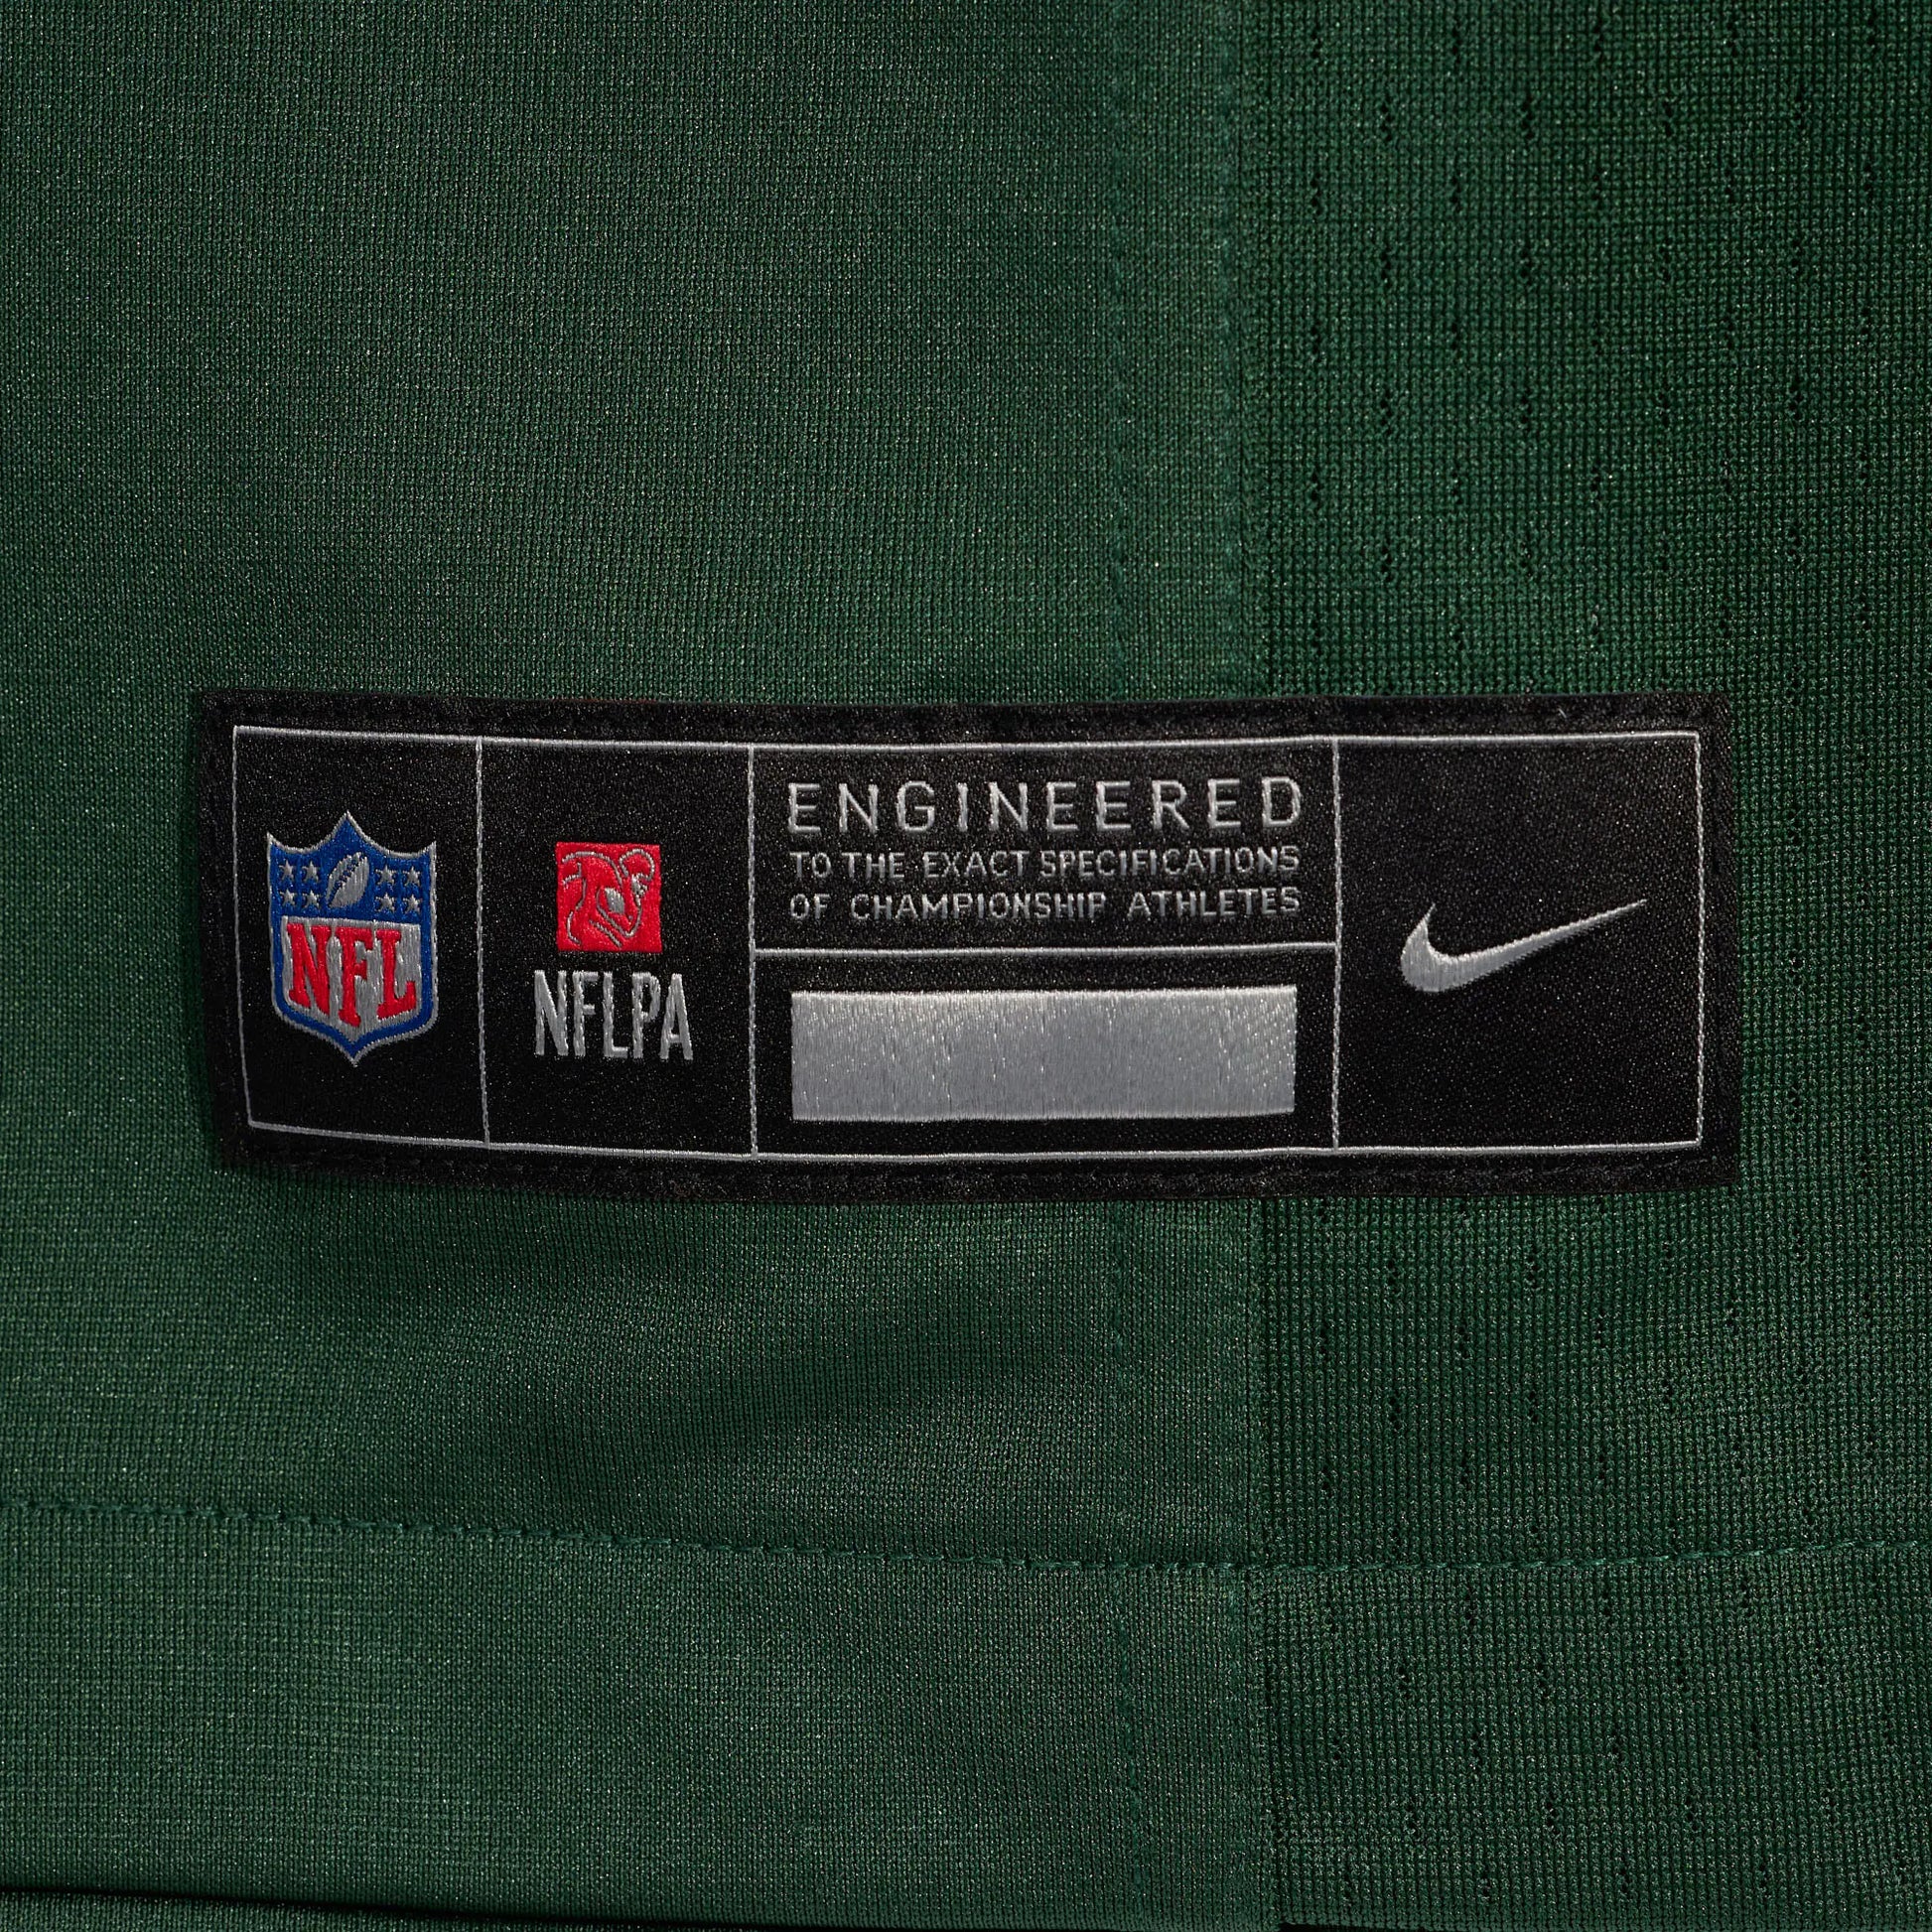 NFL
NFLPA
ENGINEERED
TO THE EXACT SPECIFICATIONS
OF CHAMPIONSHIP ATHLETES